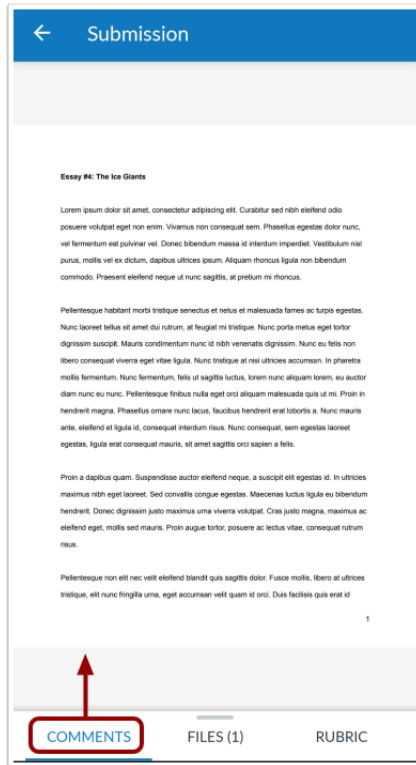 Submission
Essay #4: The Ice Giants
Lorem ipsum dolor sit amet, consectetur adipiscing elit. Curabitur sed nibh eleifend odio
posuere volutpat eget non enim. Vivamus non consequat sem. Phasellus egestas dolor nunc,
vel fermentum est pulvinar vel. Donec bibendum massa id interdum imperdiet. Vestibulum nisl
purus, mollis vel ex dictum, dapibus ultrices ipsum. Aliquam rhoncus ligula non bibendum
commodo. Praesent eleifend neque ut nunc sagittis, at pretium mi rhoncus.
Pellentesque habitant morbi tristique senectus et netus et malesuada fames ac turpis egestas.
Nunc laoreet tellus sit amet dui rutrum, at feugiat mi tristique. Nunc porta metus eget tortor
dignissim suscipit. Mauris condimentum nunc id nibh venenatis dignissim. Nunc eu felis non
libero consequat viverra eget vitae ligula. Nunc tristique at nisi ultricies accumsan. In pharetra
mollis fermentum. Nunc fermentum, felis ut sagittis luctus, lorem nunc aliquam lorem, eu auctor
diam nunc eu nunc. Pellentesque finibus nulla eget orci aliquam malesuada quis ut mi. Proin in
hendrerit magna. Phasellus ornare nunc lacus, faucibus hendrerit erat lobortis a. Nunc mauris
ante, eleifend et ligula id, consequat interdum risus. Nunc consequat, sem egestas laoreet
egestas, ligula erat consequat mauris, sit amet sagittis orci sapien a felis.
Proin a dapibus quam. Suspendisse auctor eleifend neque, a suscipit elit egestas id. In ultricies
maximus nibh eget laoreet. Sed convallis congue egestas. Maecenas luctus ligula eu bibendum
hendrerit. Donec dignissim justo maximus urna viverra volutpat. Cras justo magna, maximus ac
eleifend eget, mollis sed mauris. Proin augue tortor, posuere ac lectus vitae, consequat rutrum
risus.
Pellentesque non elit nec velit eleifend blandit quis sagittis dolor. Fusce mollis, libero at ultrices
tristique, elit nunc fringilla urna, eget accumsan velit quam id orci. Duis facilisis quis erat id
1
COMMENTS FILES (1) RUBRIC